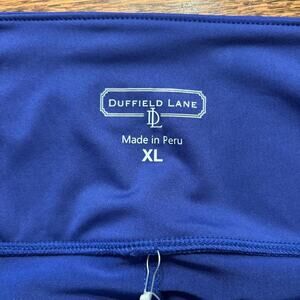 DUFFIELD LANE
DL
Made in Peru
XL